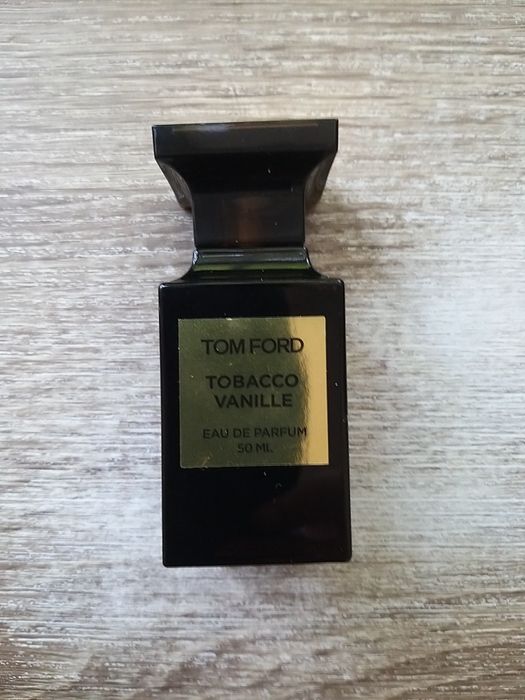 TOM FORD
TOBACCO
VANILLE
EAU DE PARFUM
50 ML